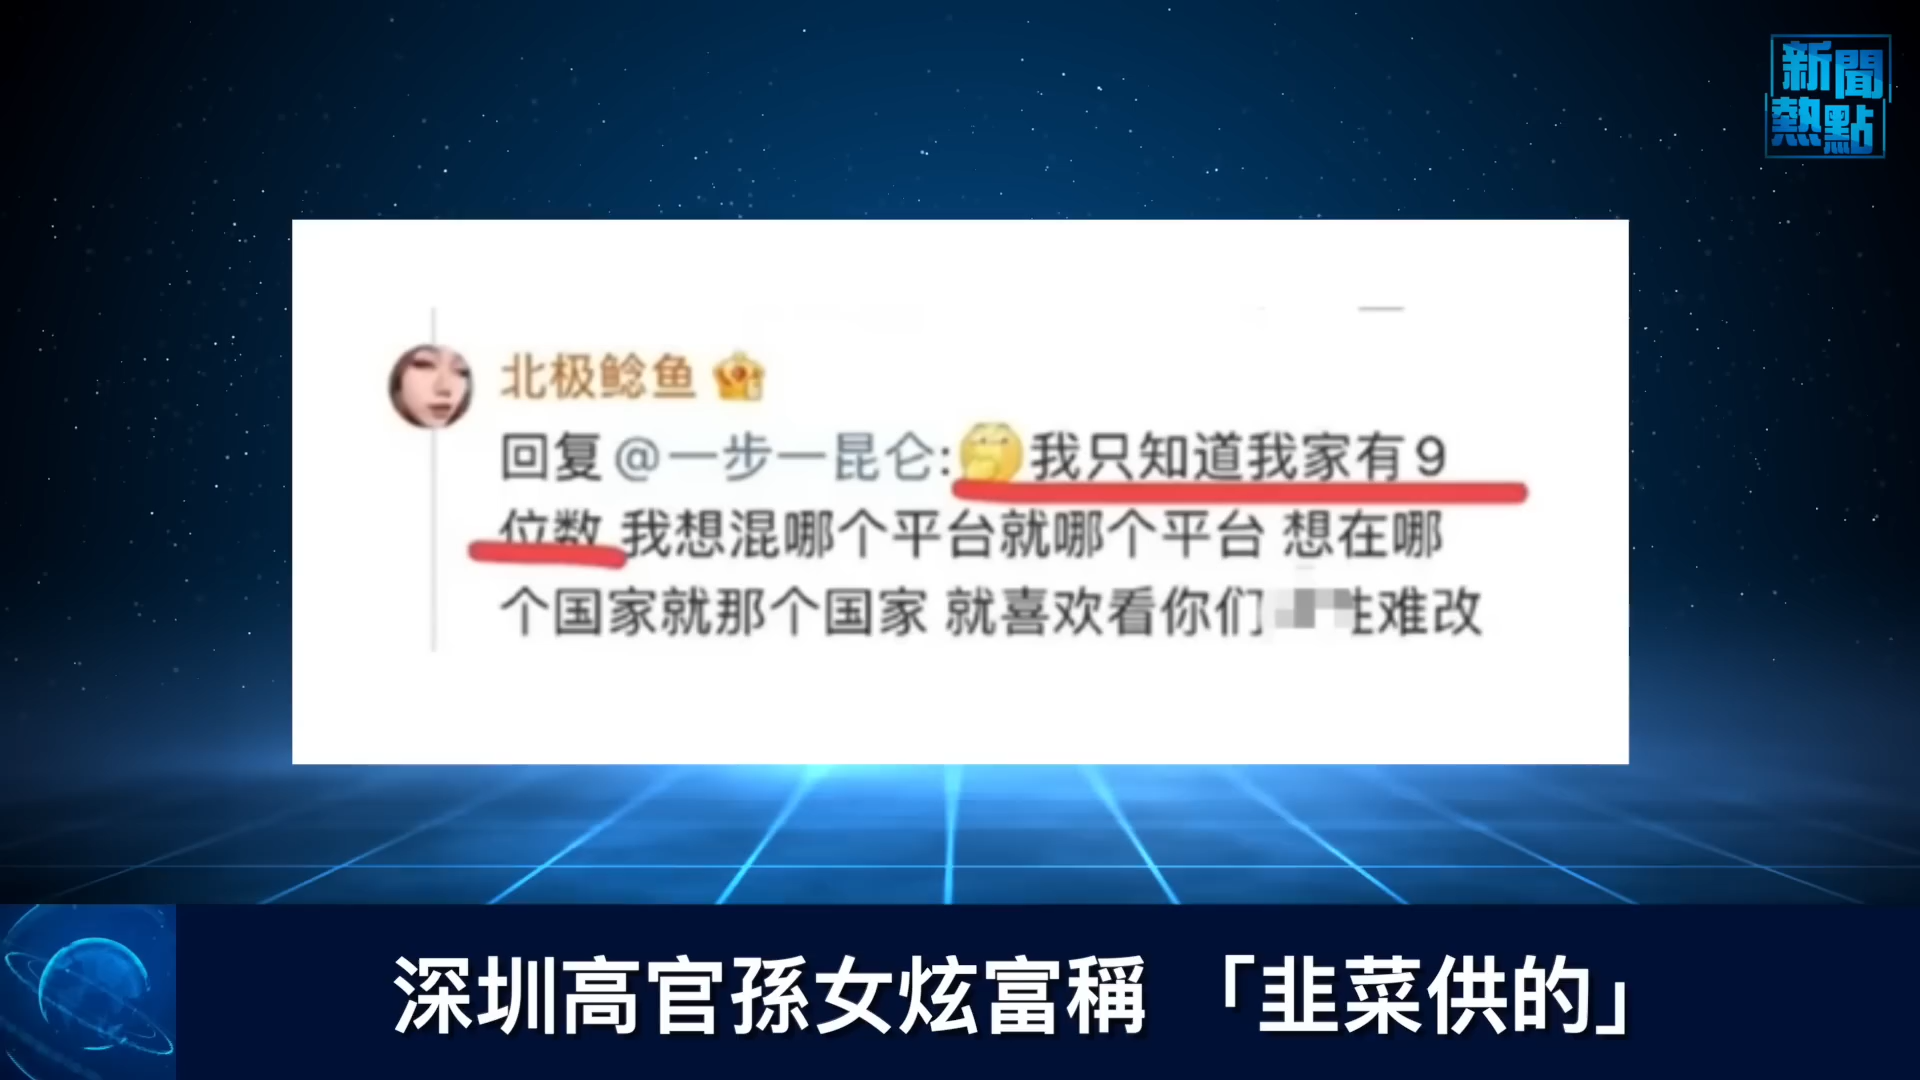 新聞
熱點
北极鲶鱼
回复@一步一昆仑:🤔我只知道我家有9
位数 我想混哪个平台就哪个平台 想在哪
个国家就那个国家 就喜欢看你们 性难改
深圳高官孫女炫富稱 「韭菜供的」